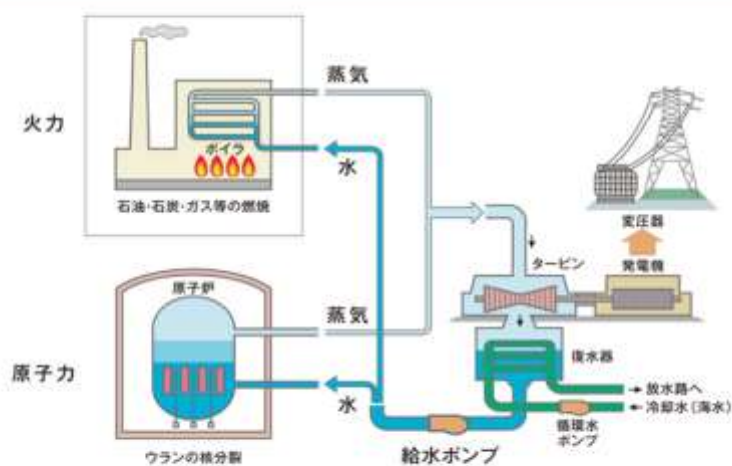 火力
ボイラ
石油・石炭・ガス等の燃焼
蒸気
水
変圧器
発電機
タービン
原子炉
蒸気
復水器
原子力
水
放水路へ
冷却水(海水)
循環水
ポンプ
ウランの核分裂
給水ポンプ